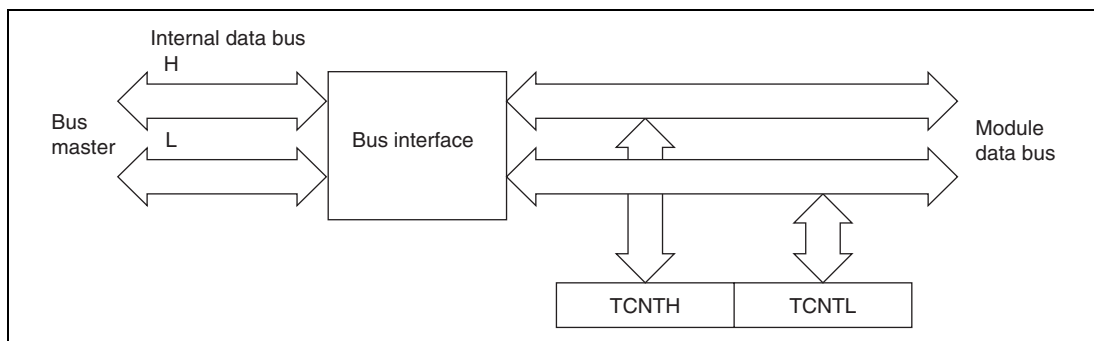 Internal data bus
H
Bus
master
L
Bus interface
Module
data bus
TCNTH
TCNTL